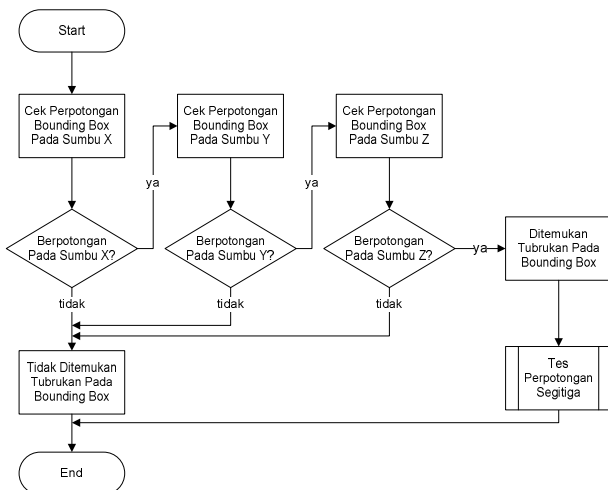 Start
Cek Perpotongan
Bounding Box
Pada Sumbu X
Cek Perpotongan
Bounding Box
Pada Sumbu Y
Cek Perpotongan
Bounding Box
Pada Sumbu Z
ya
ya
Berpotongan
Pada Sumbu X?
Berpotongan
Pada Sumbu Y?
Berpotongan
Pada Sumbu Z?
ya
Ditemukan
Tubrukan Pada
Bounding Box
tidak
tidak
tidak
Tidak Ditemukan
Tubrukan Pada
Bounding Box
Tes
Perpotongan
Segitiga
End